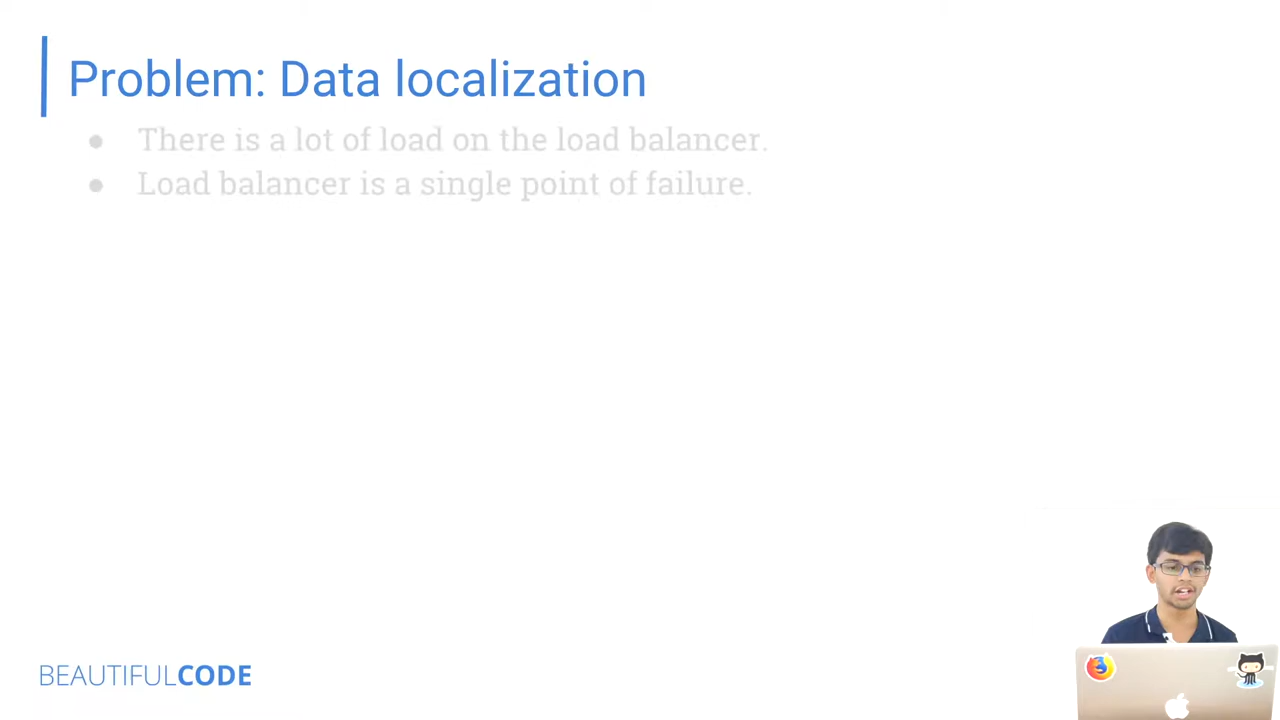 Problem: Data localization
● There is a lot of load on the load balancer.
● Load balancer is a single point of failure.
BEAUTIFULCODE